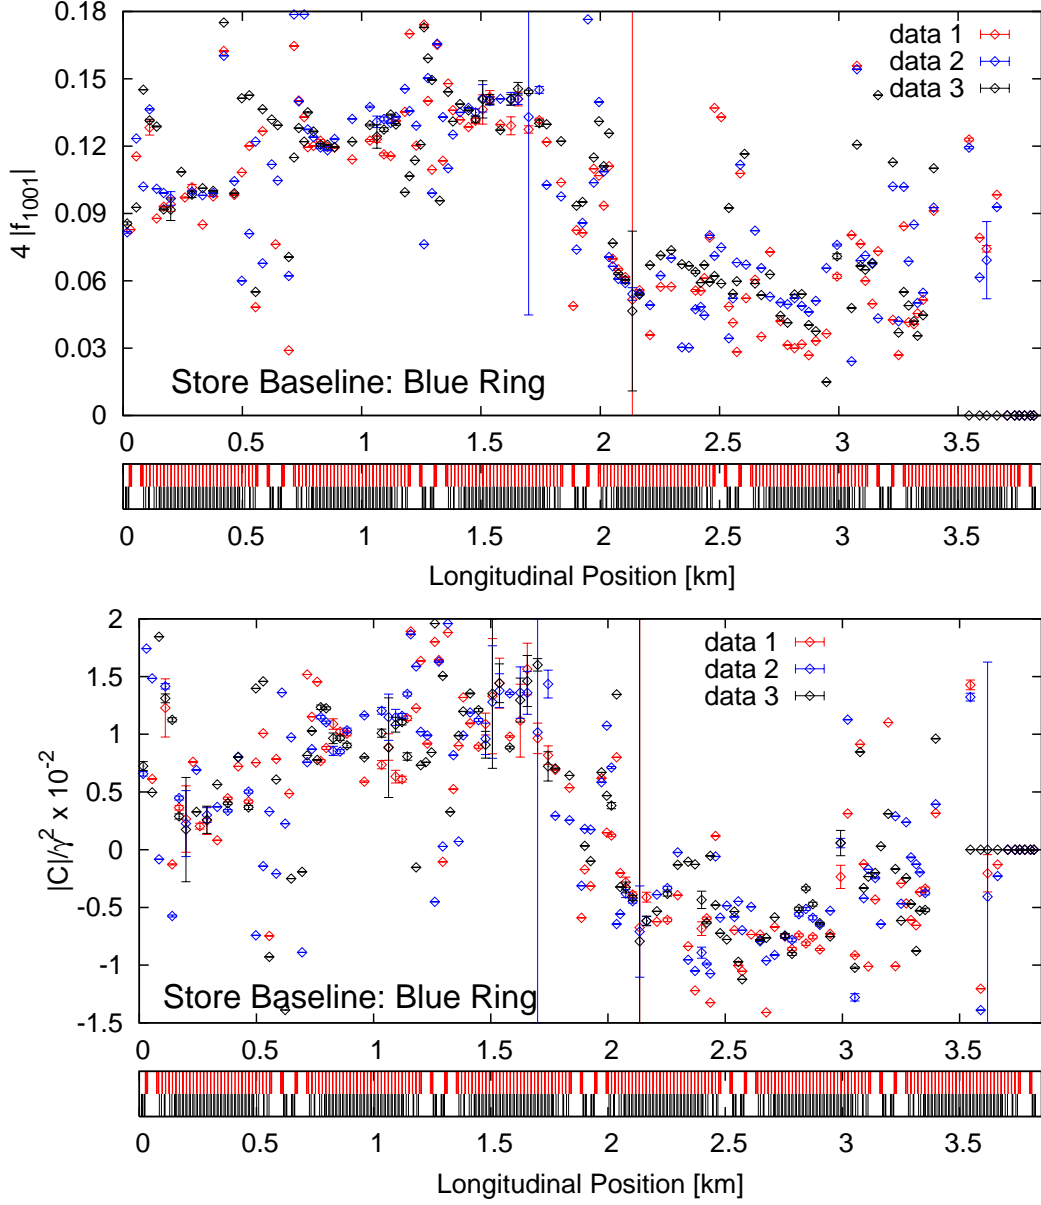 0.18
0.15
0.12
0.09
0.06
0.03
0
4 |f1001|
data 1
data 2
data 3
Store Baseline: Blue Ring
0 0.5 1 1.5 2 2.5 3 3.5
0 0.5 1 1.5 2 2.5 3 3.5
Longitudinal Position [km]
2
1.5
1
0.5
0
-0.5
-1
-1.5
|C|/γ² x 10⁻²
data 1
data 2
data 3
Store Baseline: Blue Ring
0 0.5 1 1.5 2 2.5 3 3.5
0 0.5 1 1.5 2 2.5 3 3.5
Longitudinal Position [km]